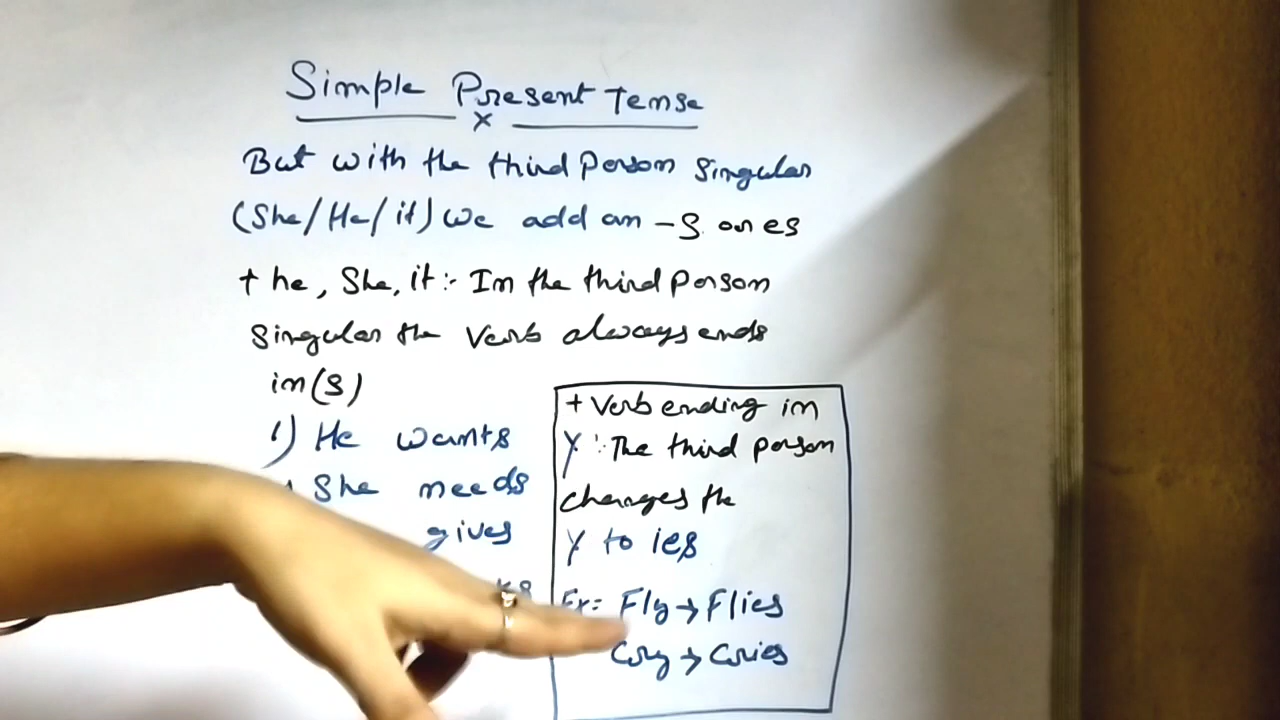 Simple Present Tense
x
But with the third Person Singular
(She/He/it) we add an -S or es
+ he, She, it :- In the third Person
Singular the Verb always ends
in (S)
1) He wants
She needs
gives
+ Verb ending in
Y :- The third person
changes the
Y to ies
Ex= Fly → Flies
Cry → Cries